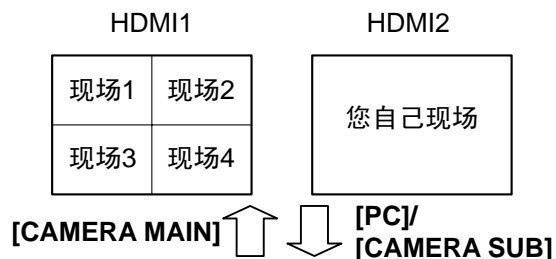 HDMI1 HDMI2
现场1 现场2
您自己现场
现场3 现场4
[CAMERA MAIN]
[PC]/
[CAMERA SUB]